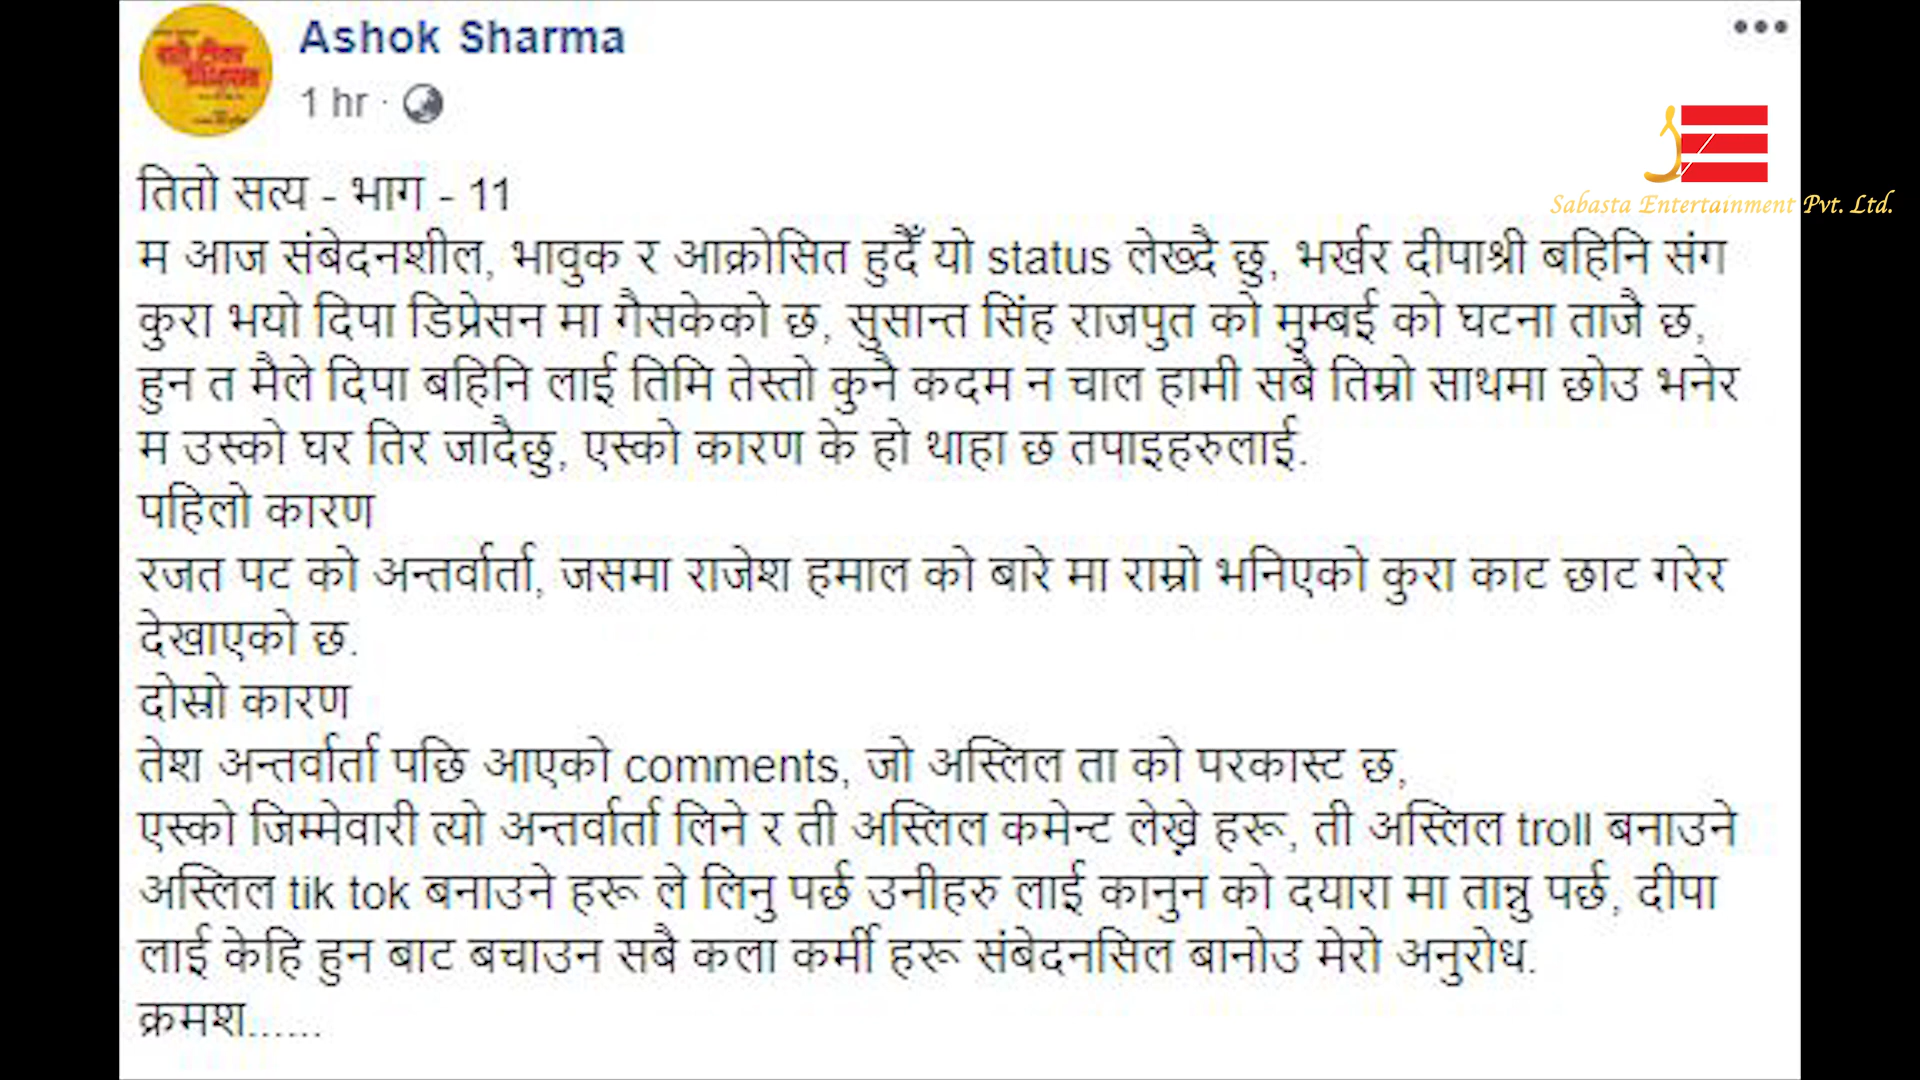 Ashok Sharma
1 hr ·
Sabasta Entertainment Pvt. Ltd.
तितो सत्य - भाग - 11
म आज संबेदनशील, भावुक र आक्रोसित हुदैँ यो status लेख्दै छु, भर्खर दीपाश्री बहिनि संग
कुरा भयो दिपा डिप्रेसन मा गैसकेको छ, सुसान्त सिंह राजपुत को मुम्बई को घटना ताजै छ,
हुन त मैले दिपा बहिनि लाई तिमि तेस्तो कुनै कदम न चाल हामी सबै तिम्रो साथमा छोउ भनेर
म उस्को घर तिर जादैछु, एस्को कारण के हो थाहा छ तपाइहरुलाई.
पहिलो कारण
रजत पट को अन्तर्वार्ता, जसमा राजेश हमाल को बारे मा राम्रो भनिएको कुरा काट छाट गरेर
देखाएको छ.
दोस्रो कारण
तेश अन्तर्वार्ता पछि आएको comments, जो अस्लिल ता को परकास्ट छ,
एस्को जिम्मेवारी त्यो अन्तर्वार्ता लिने र ती अस्लिल कमेन्ट लेख्ने हरू, ती अस्लिल troll बनाउने
अस्लिल tik tok बनाउने हरू ले लिनु पर्छ उनीहरु लाई कानुन को दयारा मा तान्नु पर्छ, दीपा
लाई केहि हुन बाट बचाउन सबै कला कर्मी हरू संबेदनसिल बानोउ मेरो अनुरोध.
क्रमश......